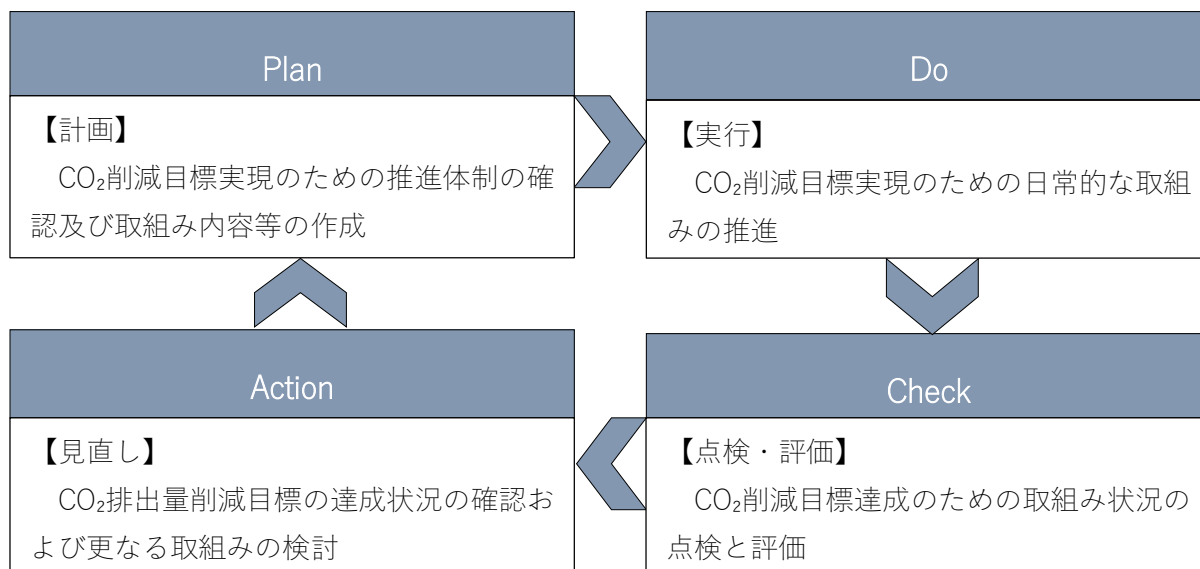 Plan
【計画】
　CO₂削減目標実現のための推進体制の確
認及び取組み内容等の作成
Do
【実行】
　CO₂削減目標実現のための日常的な取組
みの推進
Action
【見直し】
　CO₂排出量削減目標の達成状況の確認お
よび更なる取組みの検討
Check
【点検・評価】
　CO₂削減目標達成のための取組み状況の
点検と評価